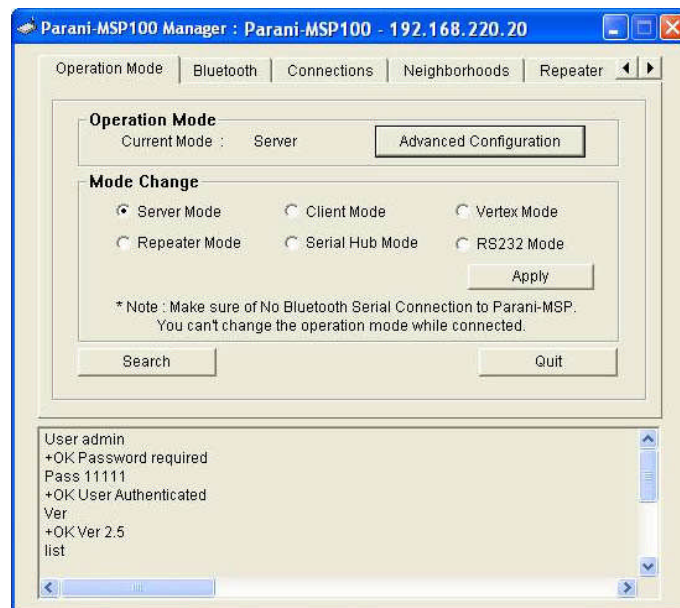 Parani-MSP100 Manager : Parani-MSP100 - 192.168.220.20
Operation Mode Bluetooth Connections Neighborhoods Repeater
Operation Mode
Current Mode : Server Advanced Configuration
Mode Change
Server Mode Client Mode Vertex Mode
Repeater Mode Serial Hub Mode RS232 Mode
Apply
* Note : Make sure of No Bluetooth Serial Connection to Parani-MSP.
You can't change the operation mode while connected.
Search Quit
User admin
+OK Password required
Pass 11111
+OK User Authenticated
Ver
+OK Ver 2.5
list